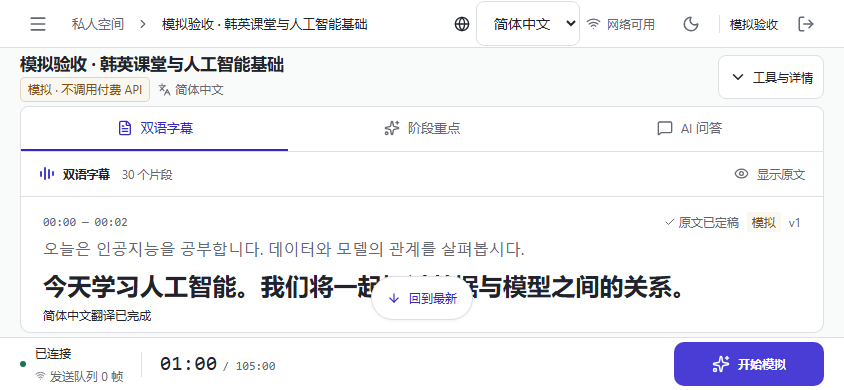 私人空间 > 模拟验收 · 韩英课堂与人工智能基础 简体中文 网络可用 模拟验收
模拟验收 · 韩英课堂与人工智能基础
模拟 · 不调用付费 API 简体中文
工具与详情
双语字幕 阶段重点 AI 问答
双语字幕 30 个片段 显示原文
00:00 — 00:02 原文已定稿 模拟 v1
오늘은 인공지능을 공부합니다. 데이터와 모델의 관계를 살펴봅시다.
今天学习人工智能。我们将一起 据与模型之间的关系。
回到最新
简体中文翻译已完成
已连接
发送队列 0 帧
01:00 / 105:00
开始模拟